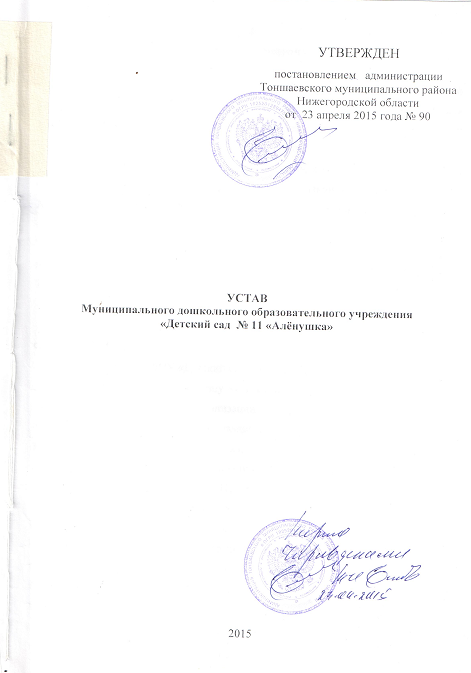 УТВЕРЖДЕН
постановлением администрации
Тоншаевского муниципального района
Нижегородской области
от 23 апреля 2015 года № 90
УСТАВ
Муниципального дошкольного образовательного учреждения
«Детский сад № 11 «Алёнушка»
2015